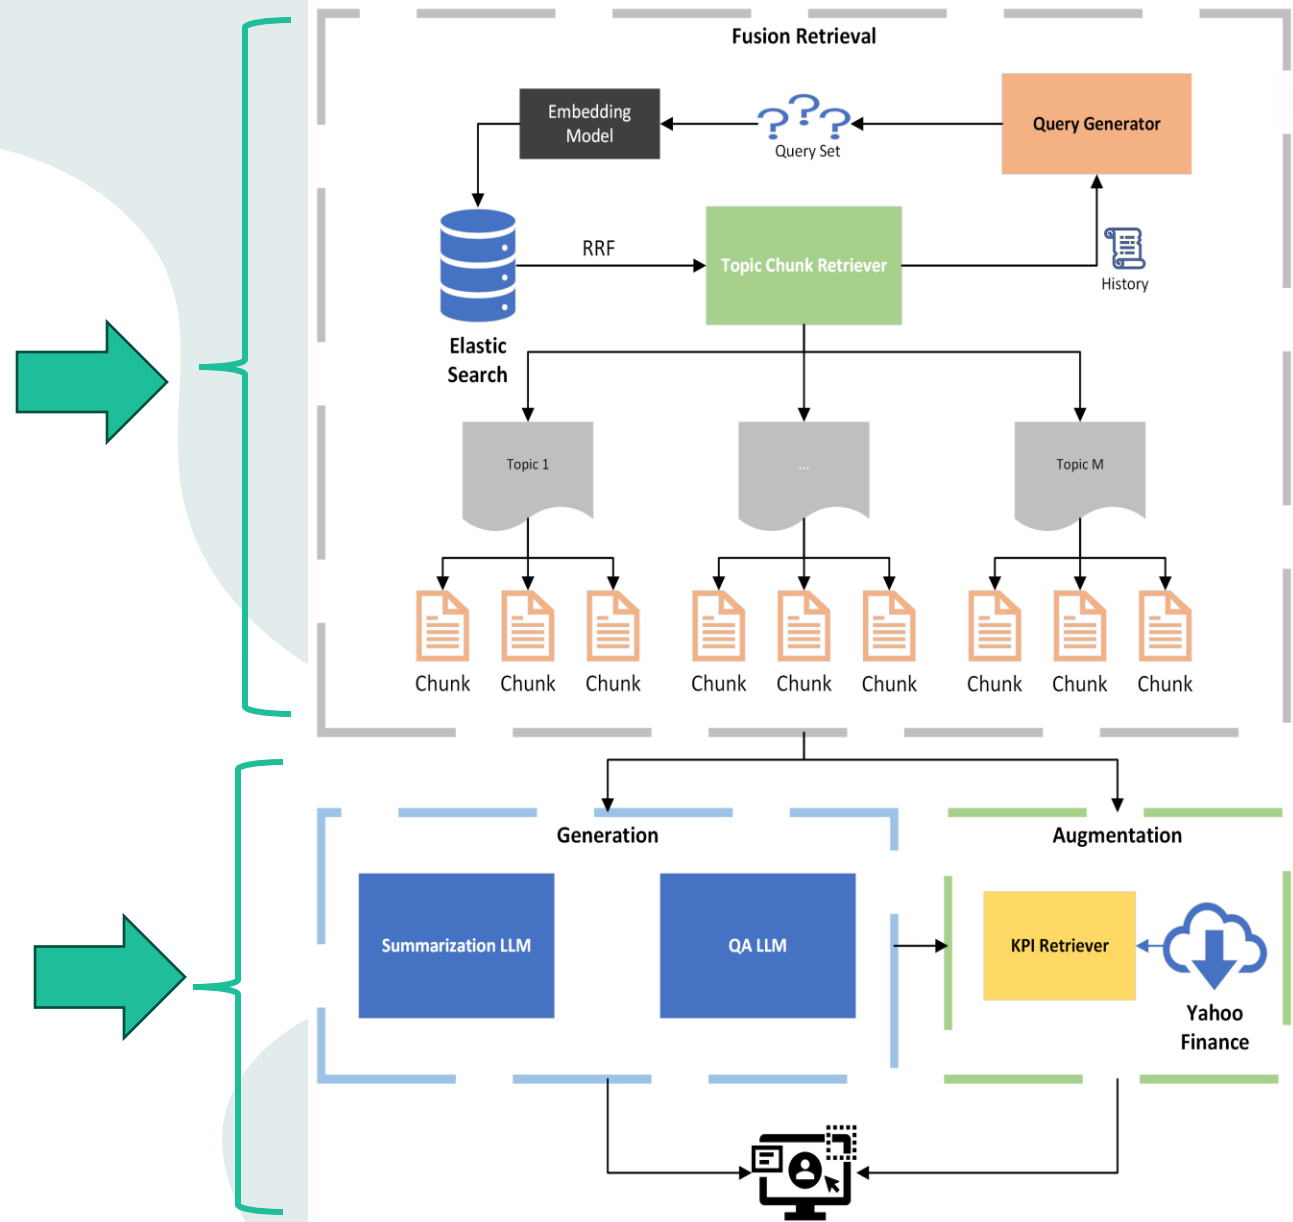 Fusion Retrieval
Embedding
Model
Query Set
Query Generator
RRF
Topic Chunk Retriever
History
Elastic
Search
Topic 1
...
Topic M
Chunk
Chunk
Chunk
Chunk
Chunk
Chunk
Chunk
Chunk
Chunk
Generation
Augmentation
Summarization LLM
QA LLM
KPI Retriever
Yahoo
Finance